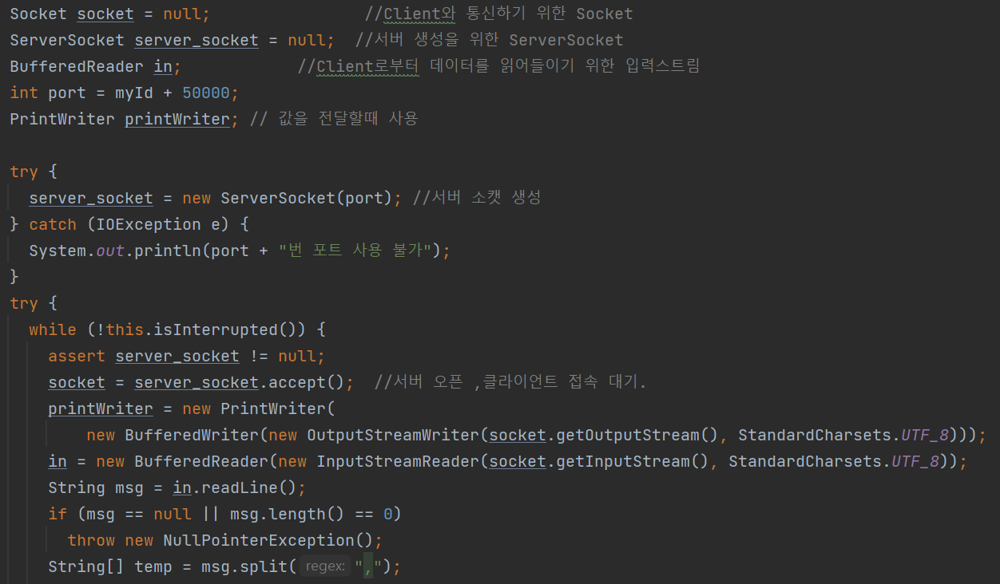 Socket socket = null;                //Client와 통신하기 위한 Socket
ServerSocket server_socket = null;  //서버 생성을 위한 ServerSocket
BufferedReader in;            //Client로부터 데이터를 읽어들이기 위한 입력스트림
int port = myId + 50000;
PrintWriter printWriter; // 값을 전달할때 사용

try {
  server_socket = new ServerSocket(port); //서버 소캣 생성
} catch (IOException e) {
  System.out.println(port + "번 포트 사용 불가");
}
try {
  while (!this.isInterrupted()) {
    assert server_socket != null;
    socket = server_socket.accept();  //서버 오픈 ,클라이언트 접속 대기.
    printWriter = new PrintWriter(
        new BufferedWriter(new OutputStreamWriter(socket.getOutputStream(), StandardCharsets.UTF_8)));
    in = new BufferedReader(new InputStreamReader(socket.getInputStream(), StandardCharsets.UTF_8));
    String msg = in.readLine();
    if (msg == null || msg.length() == 0)
      throw new NullPointerException();
    String[] temp = msg.split( regex: ",");